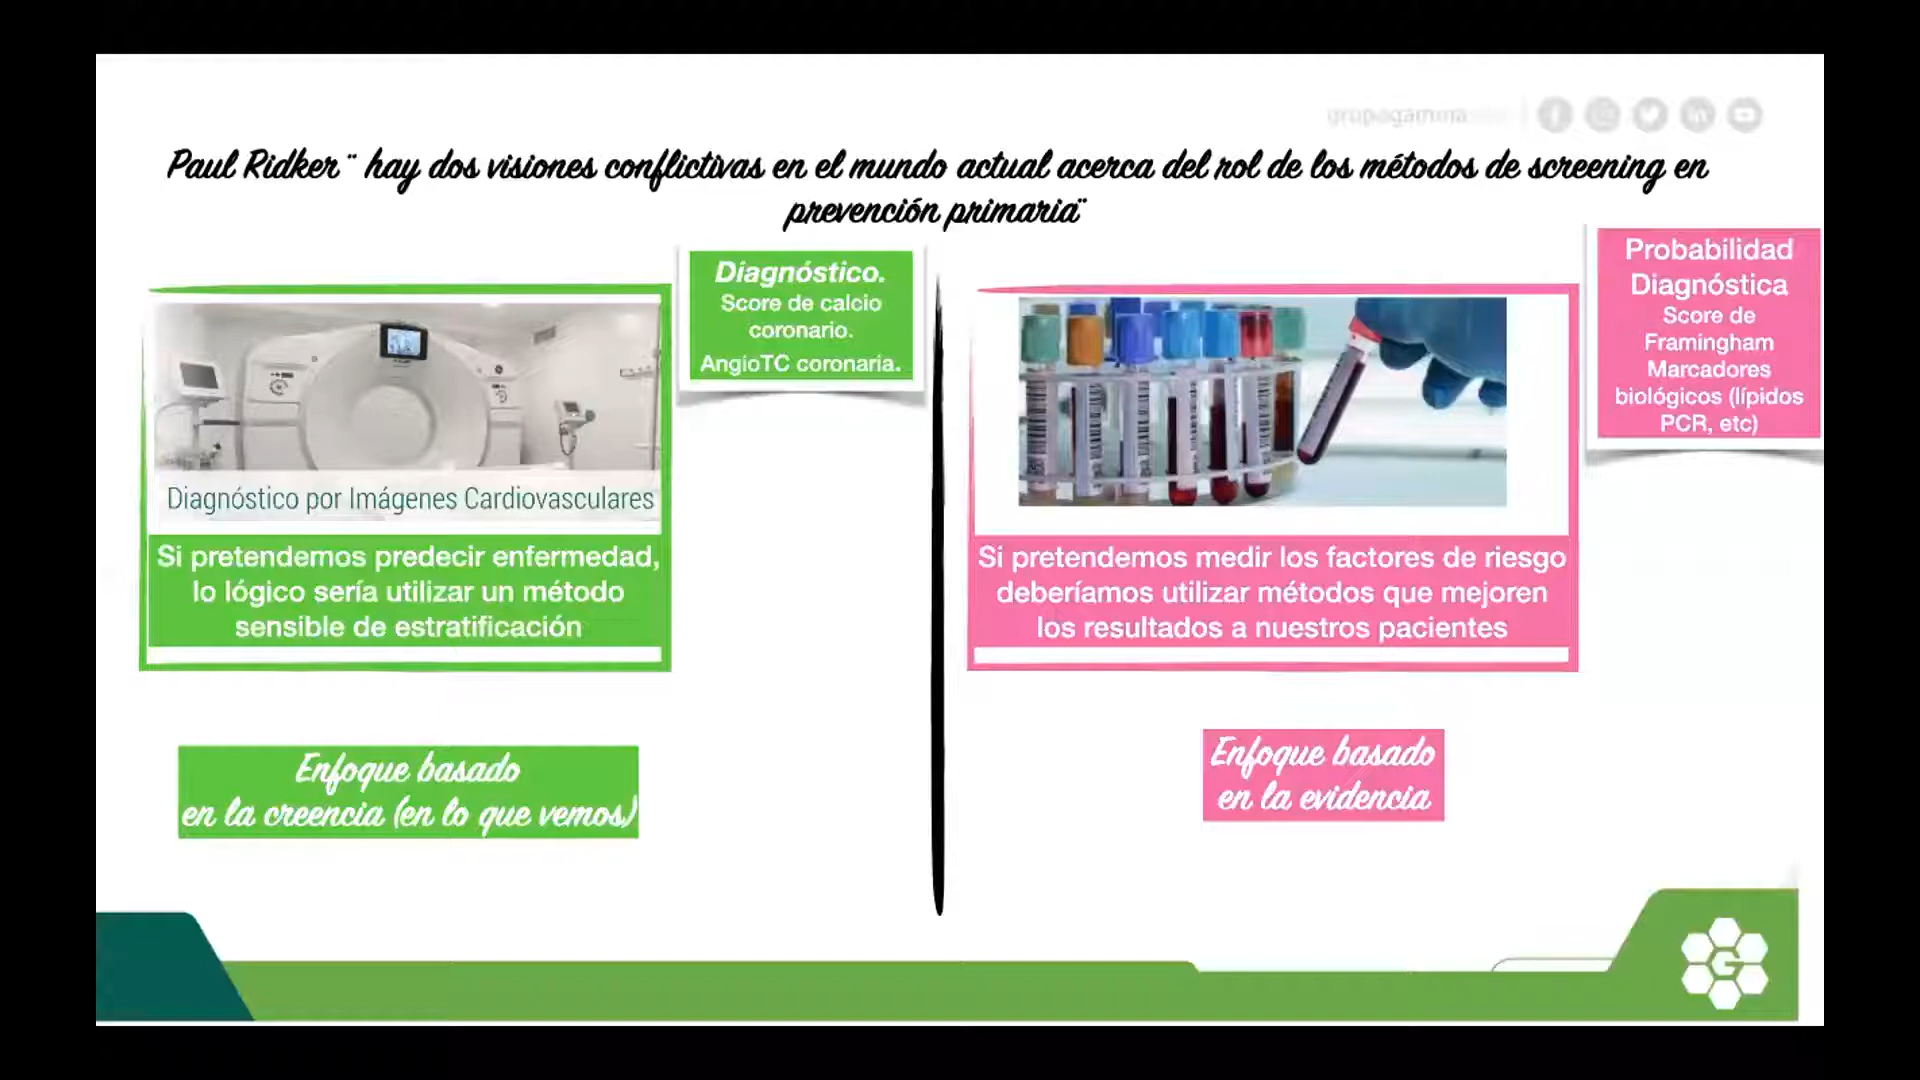 grupogamma
Paul Ridker ¨ hay dos visiones conflictivas en el mundo actual acerca del rol de los métodos de screening en
prevención primaria¨
Diagnóstico.
Score de calcio
coronario.
AngioTC coronaria.
Diagnóstico por Imágenes Cardiovasculares
Si pretendemos predecir enfermedad,
lo lógico sería utilizar un método
sensible de estratificación
Enfoque basado
en la creencia (en lo que vemos)
Probabilidad
Diagnóstica
Score de
Framingham
Marcadores
biológicos (lípidos
PCR, etc)
Si pretendemos medir los factores de riesgo
deberíamos utilizar métodos que mejoren
los resultados a nuestros pacientes
Enfoque basado
en la evidencia
G